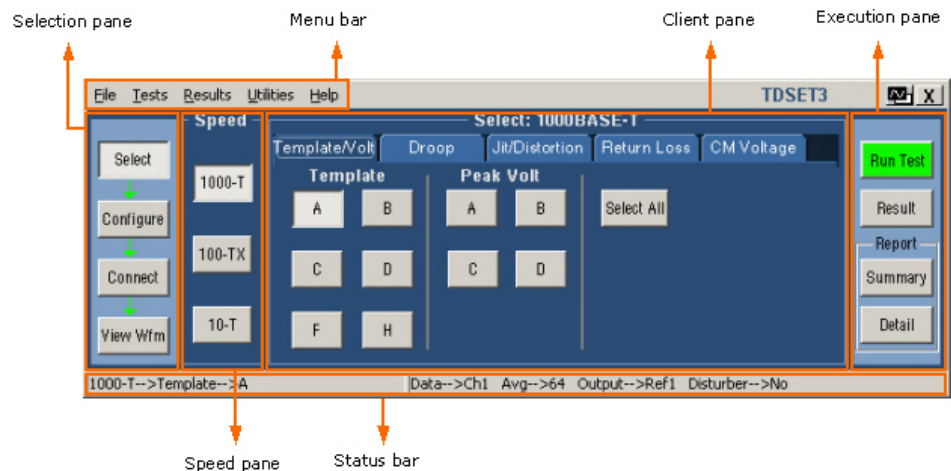 Selection pane
Menu bar
Client pane
Execution pane
File Tests Results Utilities Help
TDSET3
X
Speed
Select: 1000BASE-T
Template/Volt Droop Jit/Distortion Return Loss CM Voltage
Select
Configure
Connect
View Wfm
1000-T
100-TX
10-T
Template
A B
C D
F H
Peak Volt
A B
C D
Select All
Run Test
Result
Report
Summary
Detail
1000-T-->Template-->A
Data-->Ch1 Avg-->64 Output-->Ref1 Disturber-->No
Speed pane
Status bar